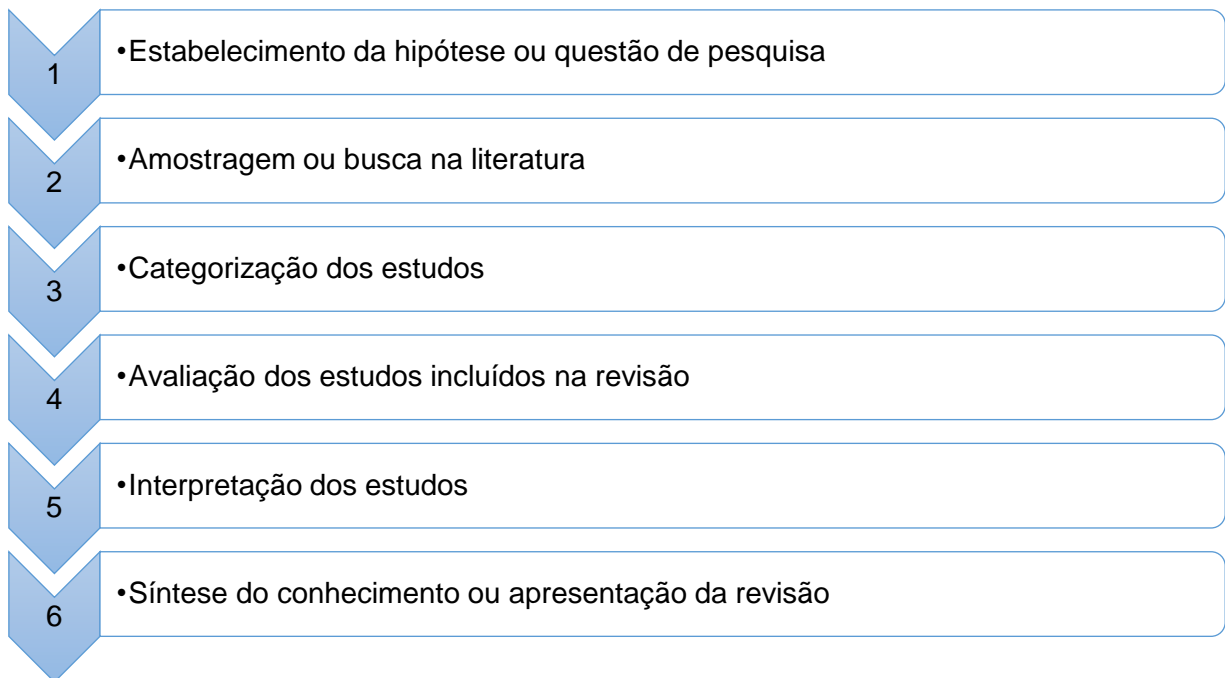 1
•Estabelecimento da hipótese ou questão de pesquisa
2
•Amostragem ou busca na literatura
3
•Categorização dos estudos
4
•Avaliação dos estudos incluídos na revisão
5
•Interpretação dos estudos
6
•Síntese do conhecimento ou apresentação da revisão